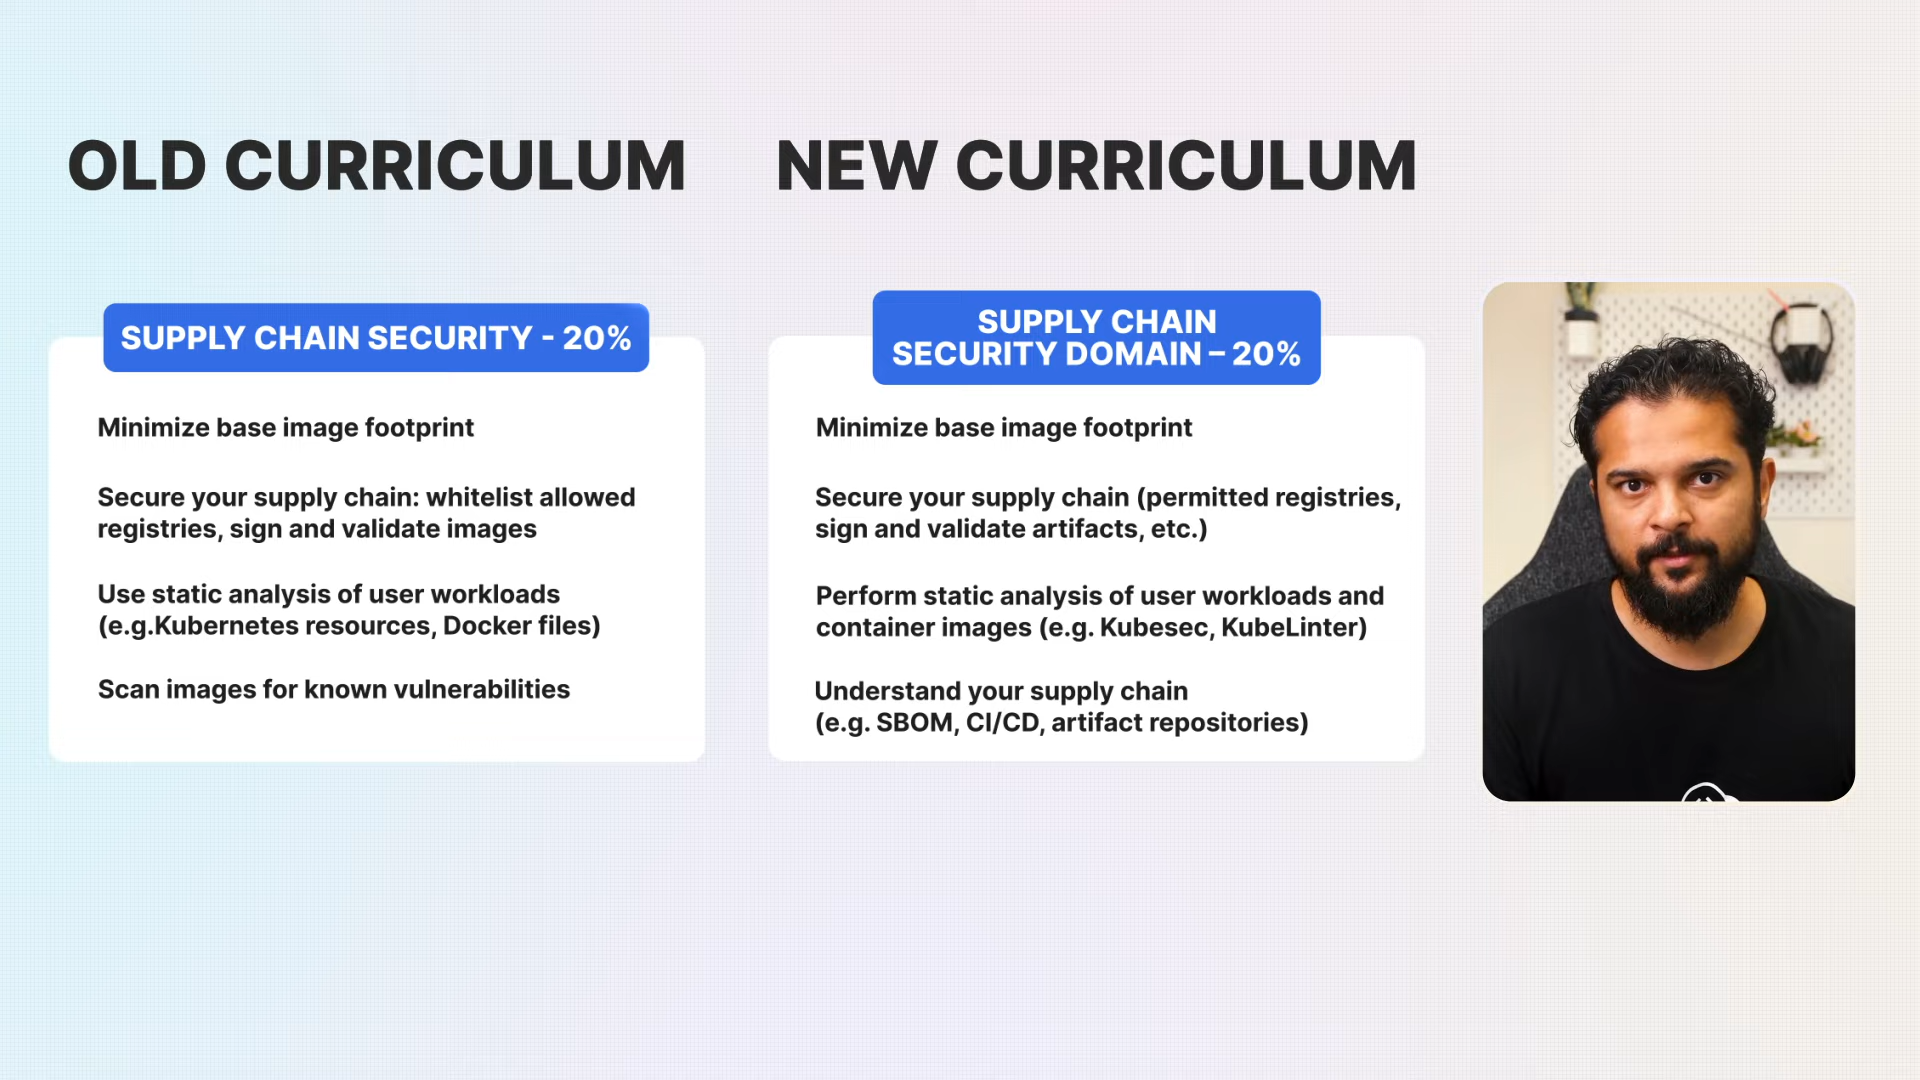 OLD CURRICULUM
SUPPLY CHAIN SECURITY - 20%
Minimize base image footprint
Secure your supply chain: whitelist allowed
registries, sign and validate images
Use static analysis of user workloads
(e.g.Kubernetes resources, Docker files)
Scan images for known vulnerabilities
NEW CURRICULUM
SUPPLY CHAIN
SECURITY DOMAIN – 20%
Minimize base image footprint
Secure your supply chain (permitted registries,
sign and validate artifacts, etc.)
Perform static analysis of user workloads and
container images (e.g. Kubesec, KubeLinter)
Understand your supply chain
(e.g. SBOM, CI/CD, artifact repositories)